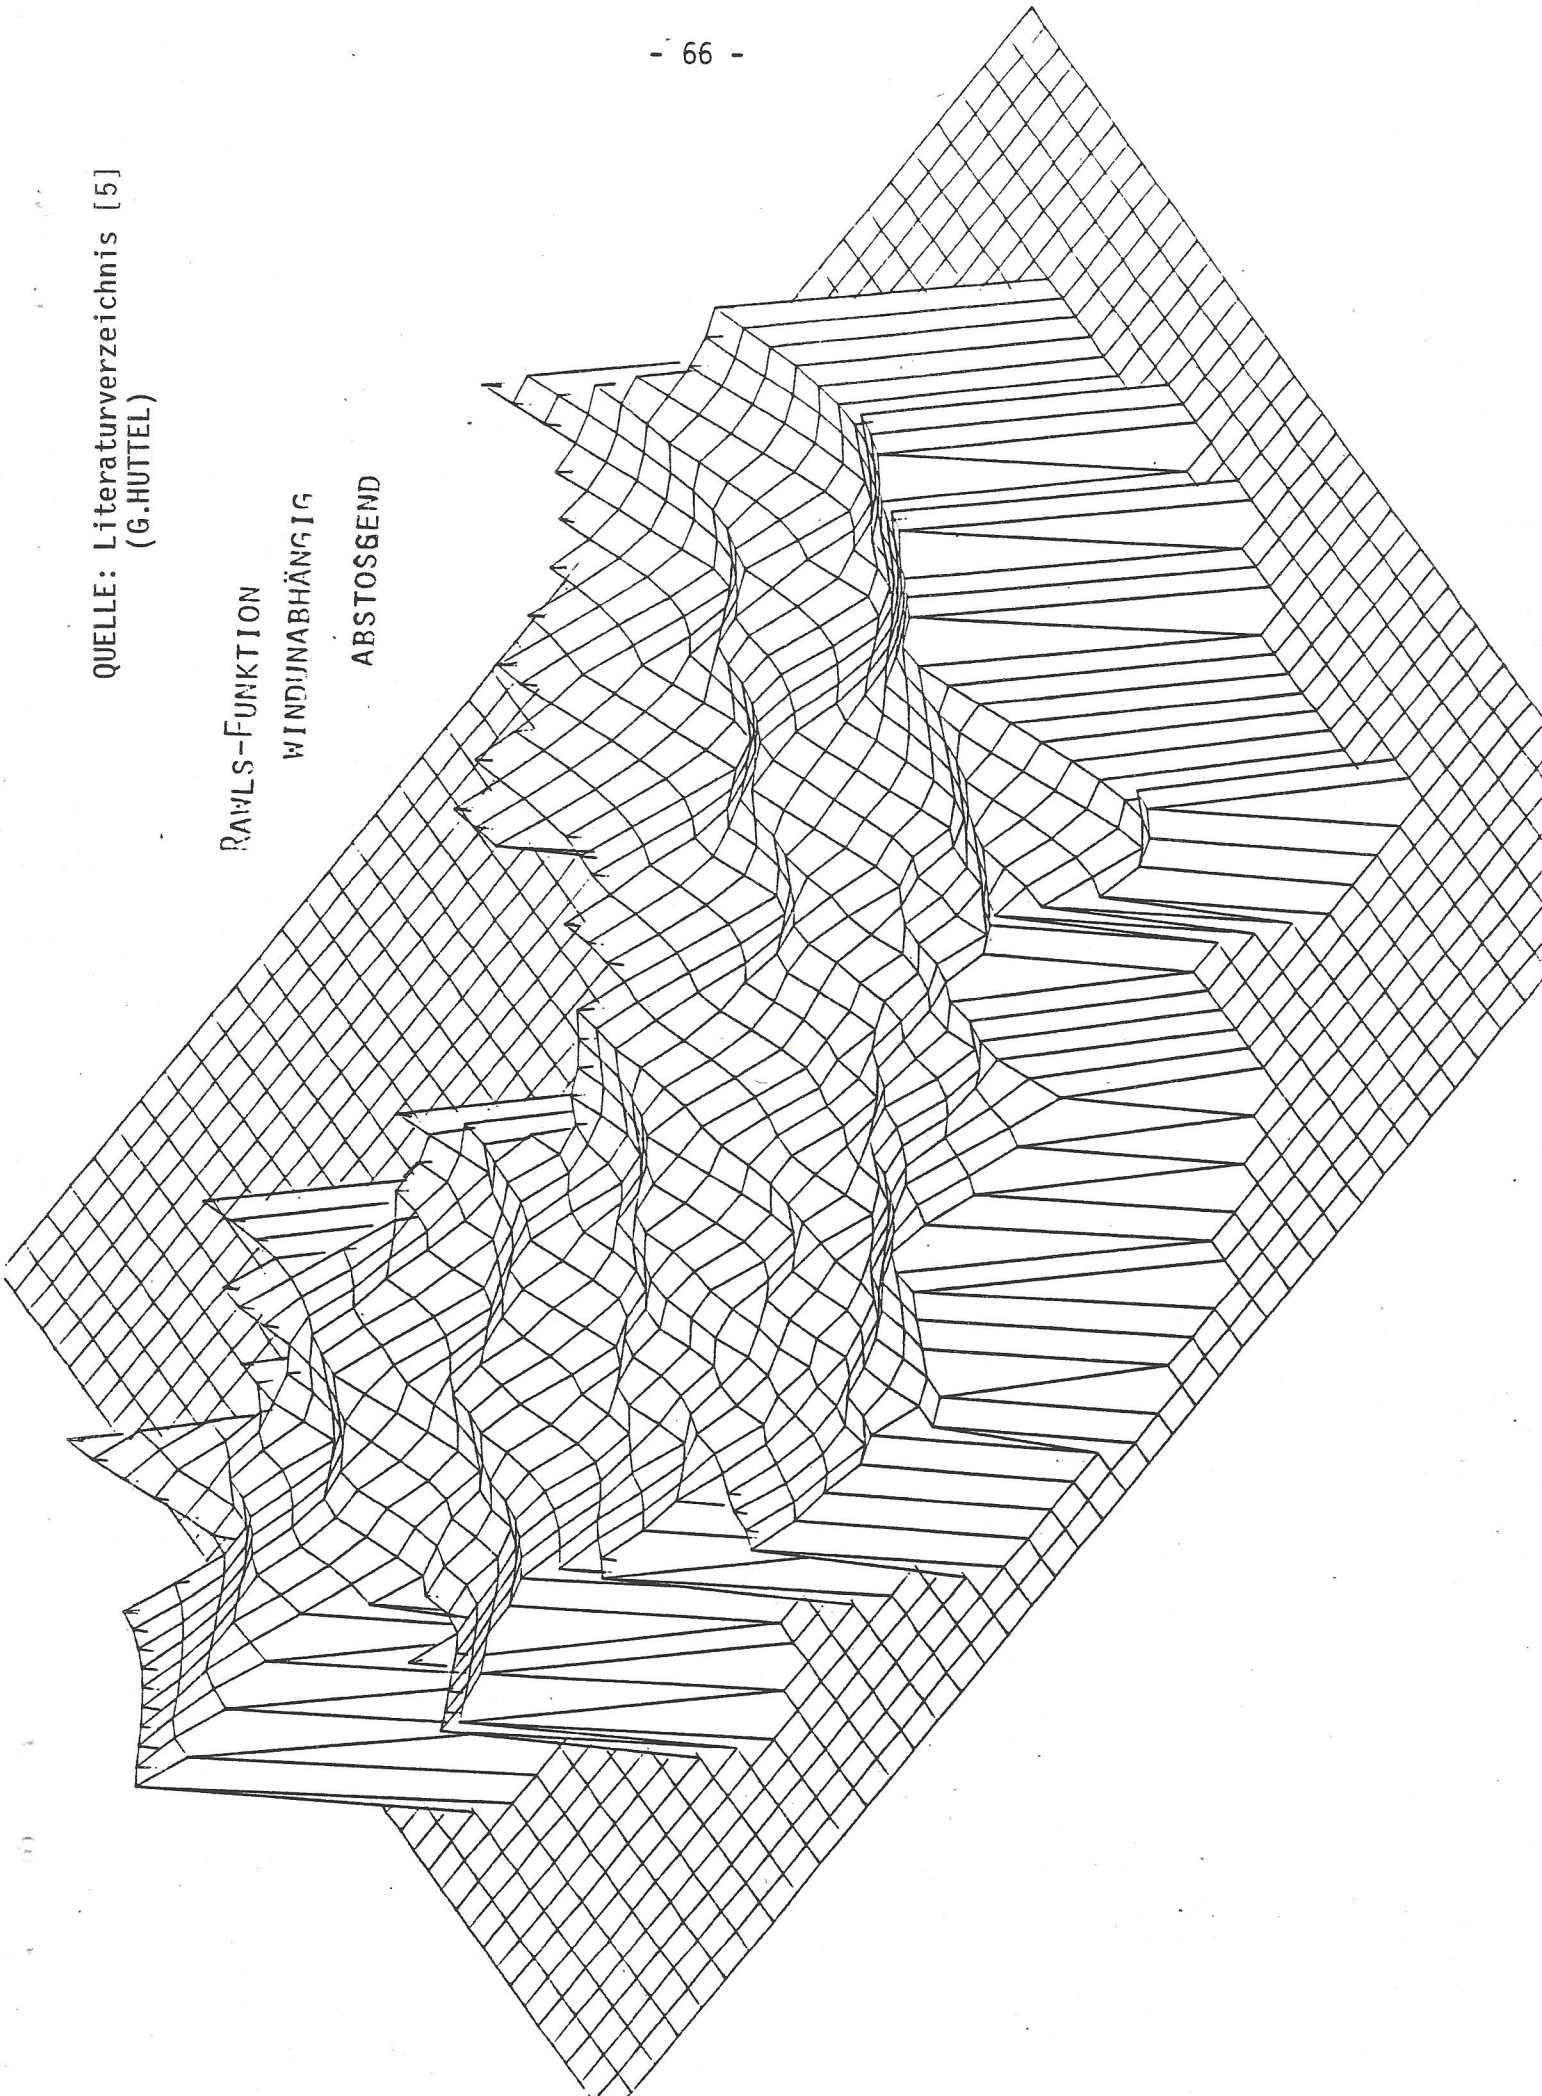 - 66 -
QUELLE: Literaturverzeichnis [5]
(G.HUTTEL)
RAWLS-FUNKTION
WINDUNABHÄNGIG
ABSTOSSEND